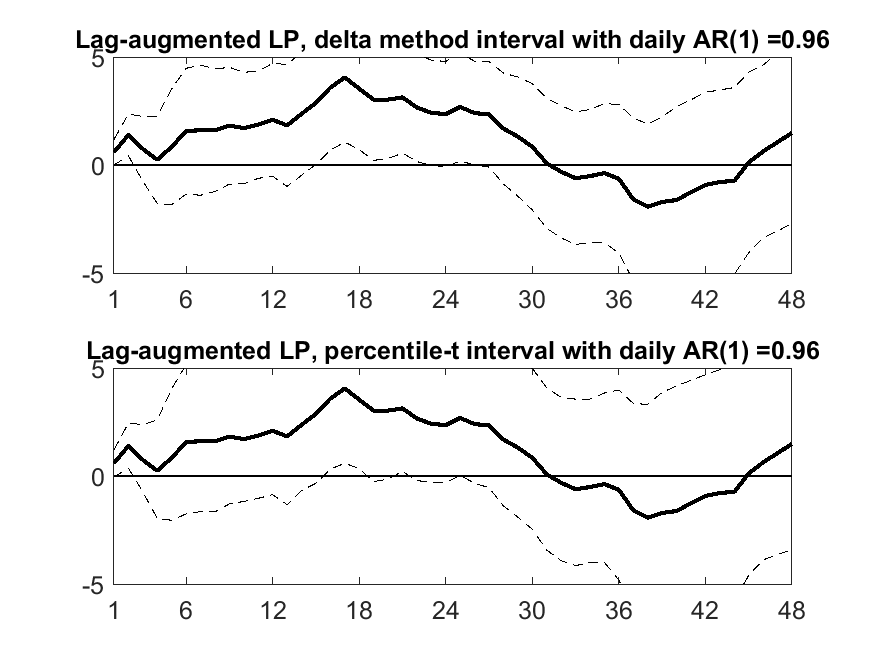 Lag-augmented LP, delta method interval with daily AR(1) =0.96
5
0
-5
1 6 12 18 24 30 36 42 48
Lag-augmented LP, percentile-t interval with daily AR(1) =0.96
5
0
-5
1 6 12 18 24 30 36 42 48